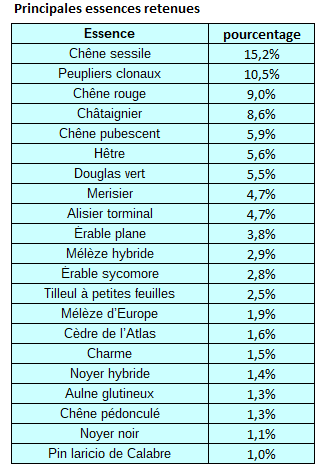 Principales essences retenues
Essence pourcentage
Chêne sessile 15,2%
Peupliers clonaux 10,5%
Chêne rouge 9,0%
Châtaignier 8,6%
Chêne pubescent 5,9%
Hêtre 5,6%
Douglas vert 5,5%
Merisier 4,7%
Alisier torminal 4,7%
Érable plane 3,8%
Mélèze hybride 2,9%
Érable sycomore 2,8%
Tilleul à petites feuilles 2,5%
Mélèze d’Europe 1,9%
Cèdre de l’Atlas 1,6%
Charme 1,5%
Noyer hybride 1,4%
Aulne glutineux 1,3%
Chêne pédonculé 1,3%
Noyer noir 1,1%
Pin laricio de Calabre 1,0%